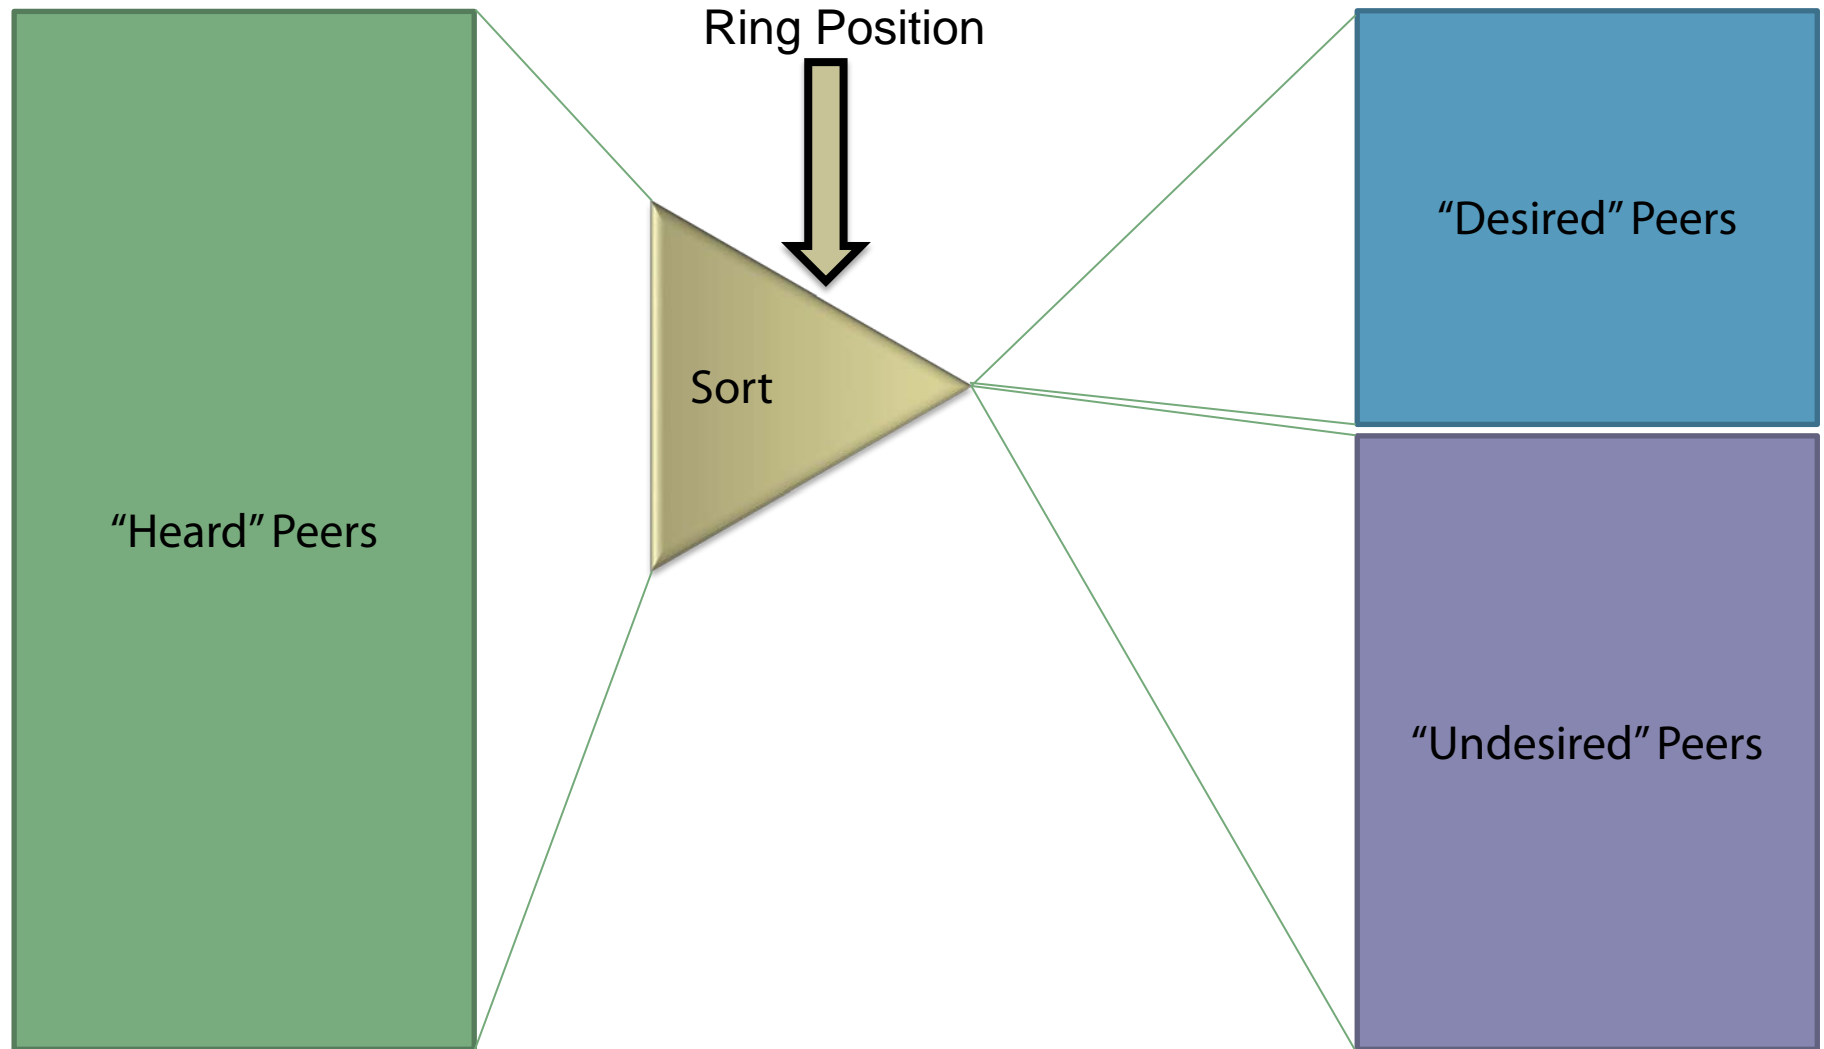 Ring Position
“Desired” Peers
Sort
“Heard” Peers
“Undesired” Peers